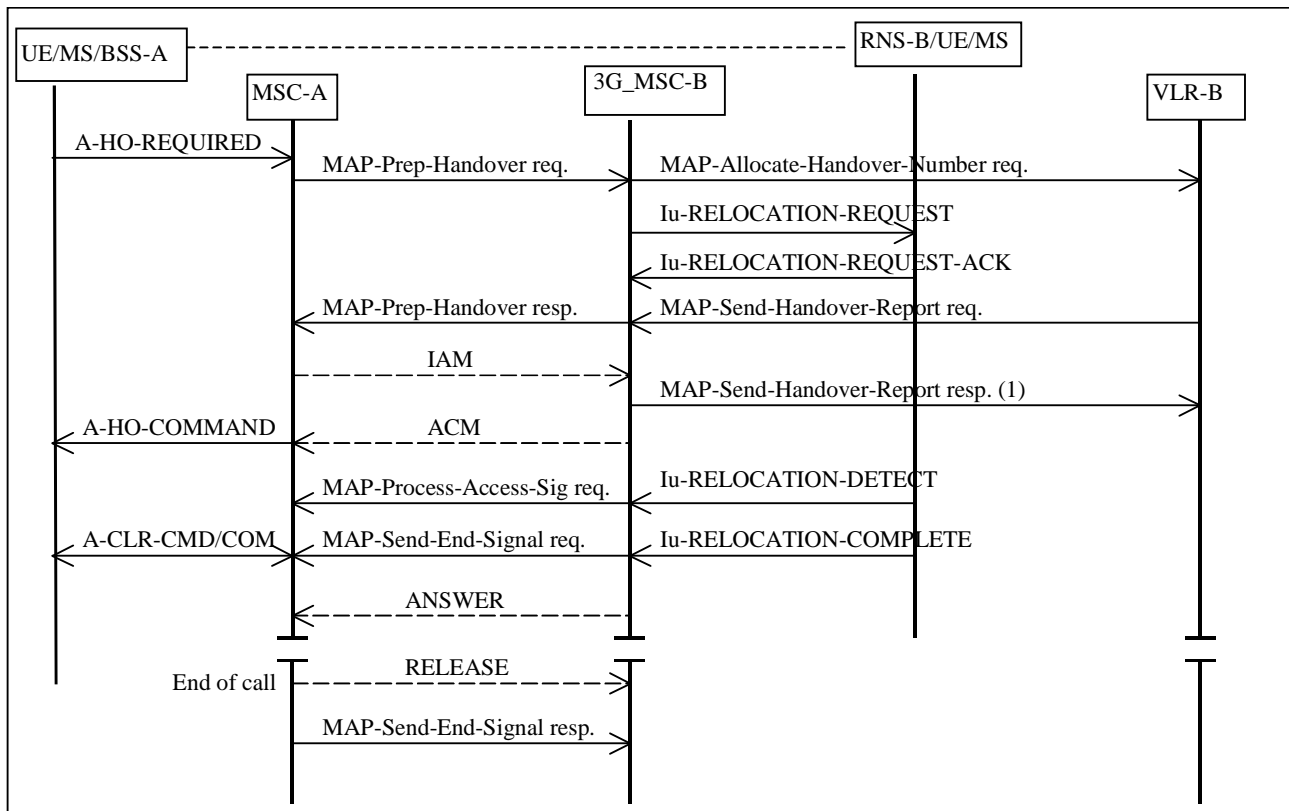 UE/MS/BSS-A
RNS-B/UE/MS
MSC-A
3G_MSC-B
VLR-B
A-HO-REQUIRED
MAP-Prep-Handover req.
MAP-Allocate-Handover-Number req.
Iu-RELOCATION-REQUEST
Iu-RELOCATION-REQUEST-ACK
MAP-Prep-Handover resp.
MAP-Send-Handover-Report req.
IAM
MAP-Send-Handover-Report resp. (1)
A-HO-COMMAND
ACM
MAP-Process-Access-Sig req.
Iu-RELOCATION-DETECT
A-CLR-CMD/COM
MAP-Send-End-Signal req.
Iu-RELOCATION-COMPLETE
ANSWER
End of call
RELEASE
MAP-Send-End-Signal resp.